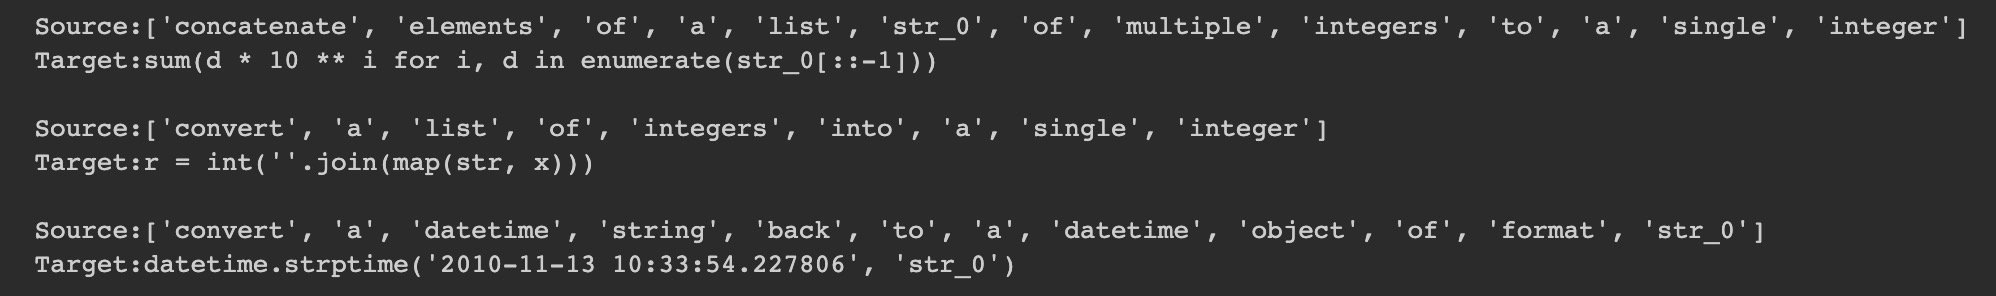 Source:['concatenate', 'elements', 'of', 'a', 'list', 'str_0', 'of', 'multiple', 'integers', 'to', 'a', 'single', 'integer']
Target:sum(d * 10 ** i for i, d in enumerate(str_0[::-1]))
Source:['convert', 'a', 'list', 'of', 'integers', 'into', 'a', 'single', 'integer']
Target:r = int(''.join(map(str, x)))
Source:['convert', 'a', 'datetime', 'string', 'back', 'to', 'a', 'datetime', 'object', 'of', 'format', 'str_0']
Target:datetime.strptime('2010-11-13 10:33:54.227806', 'str_0')